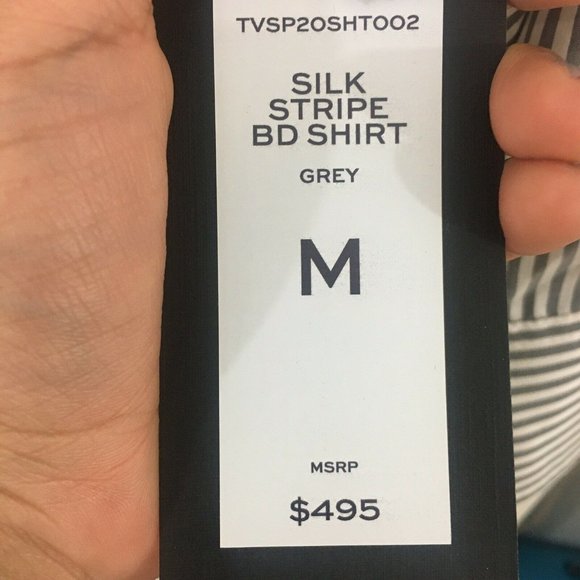 TVSP20SHT002
SILK
STRIPE
BD SHIRT
GREY
M
MSRP
$495